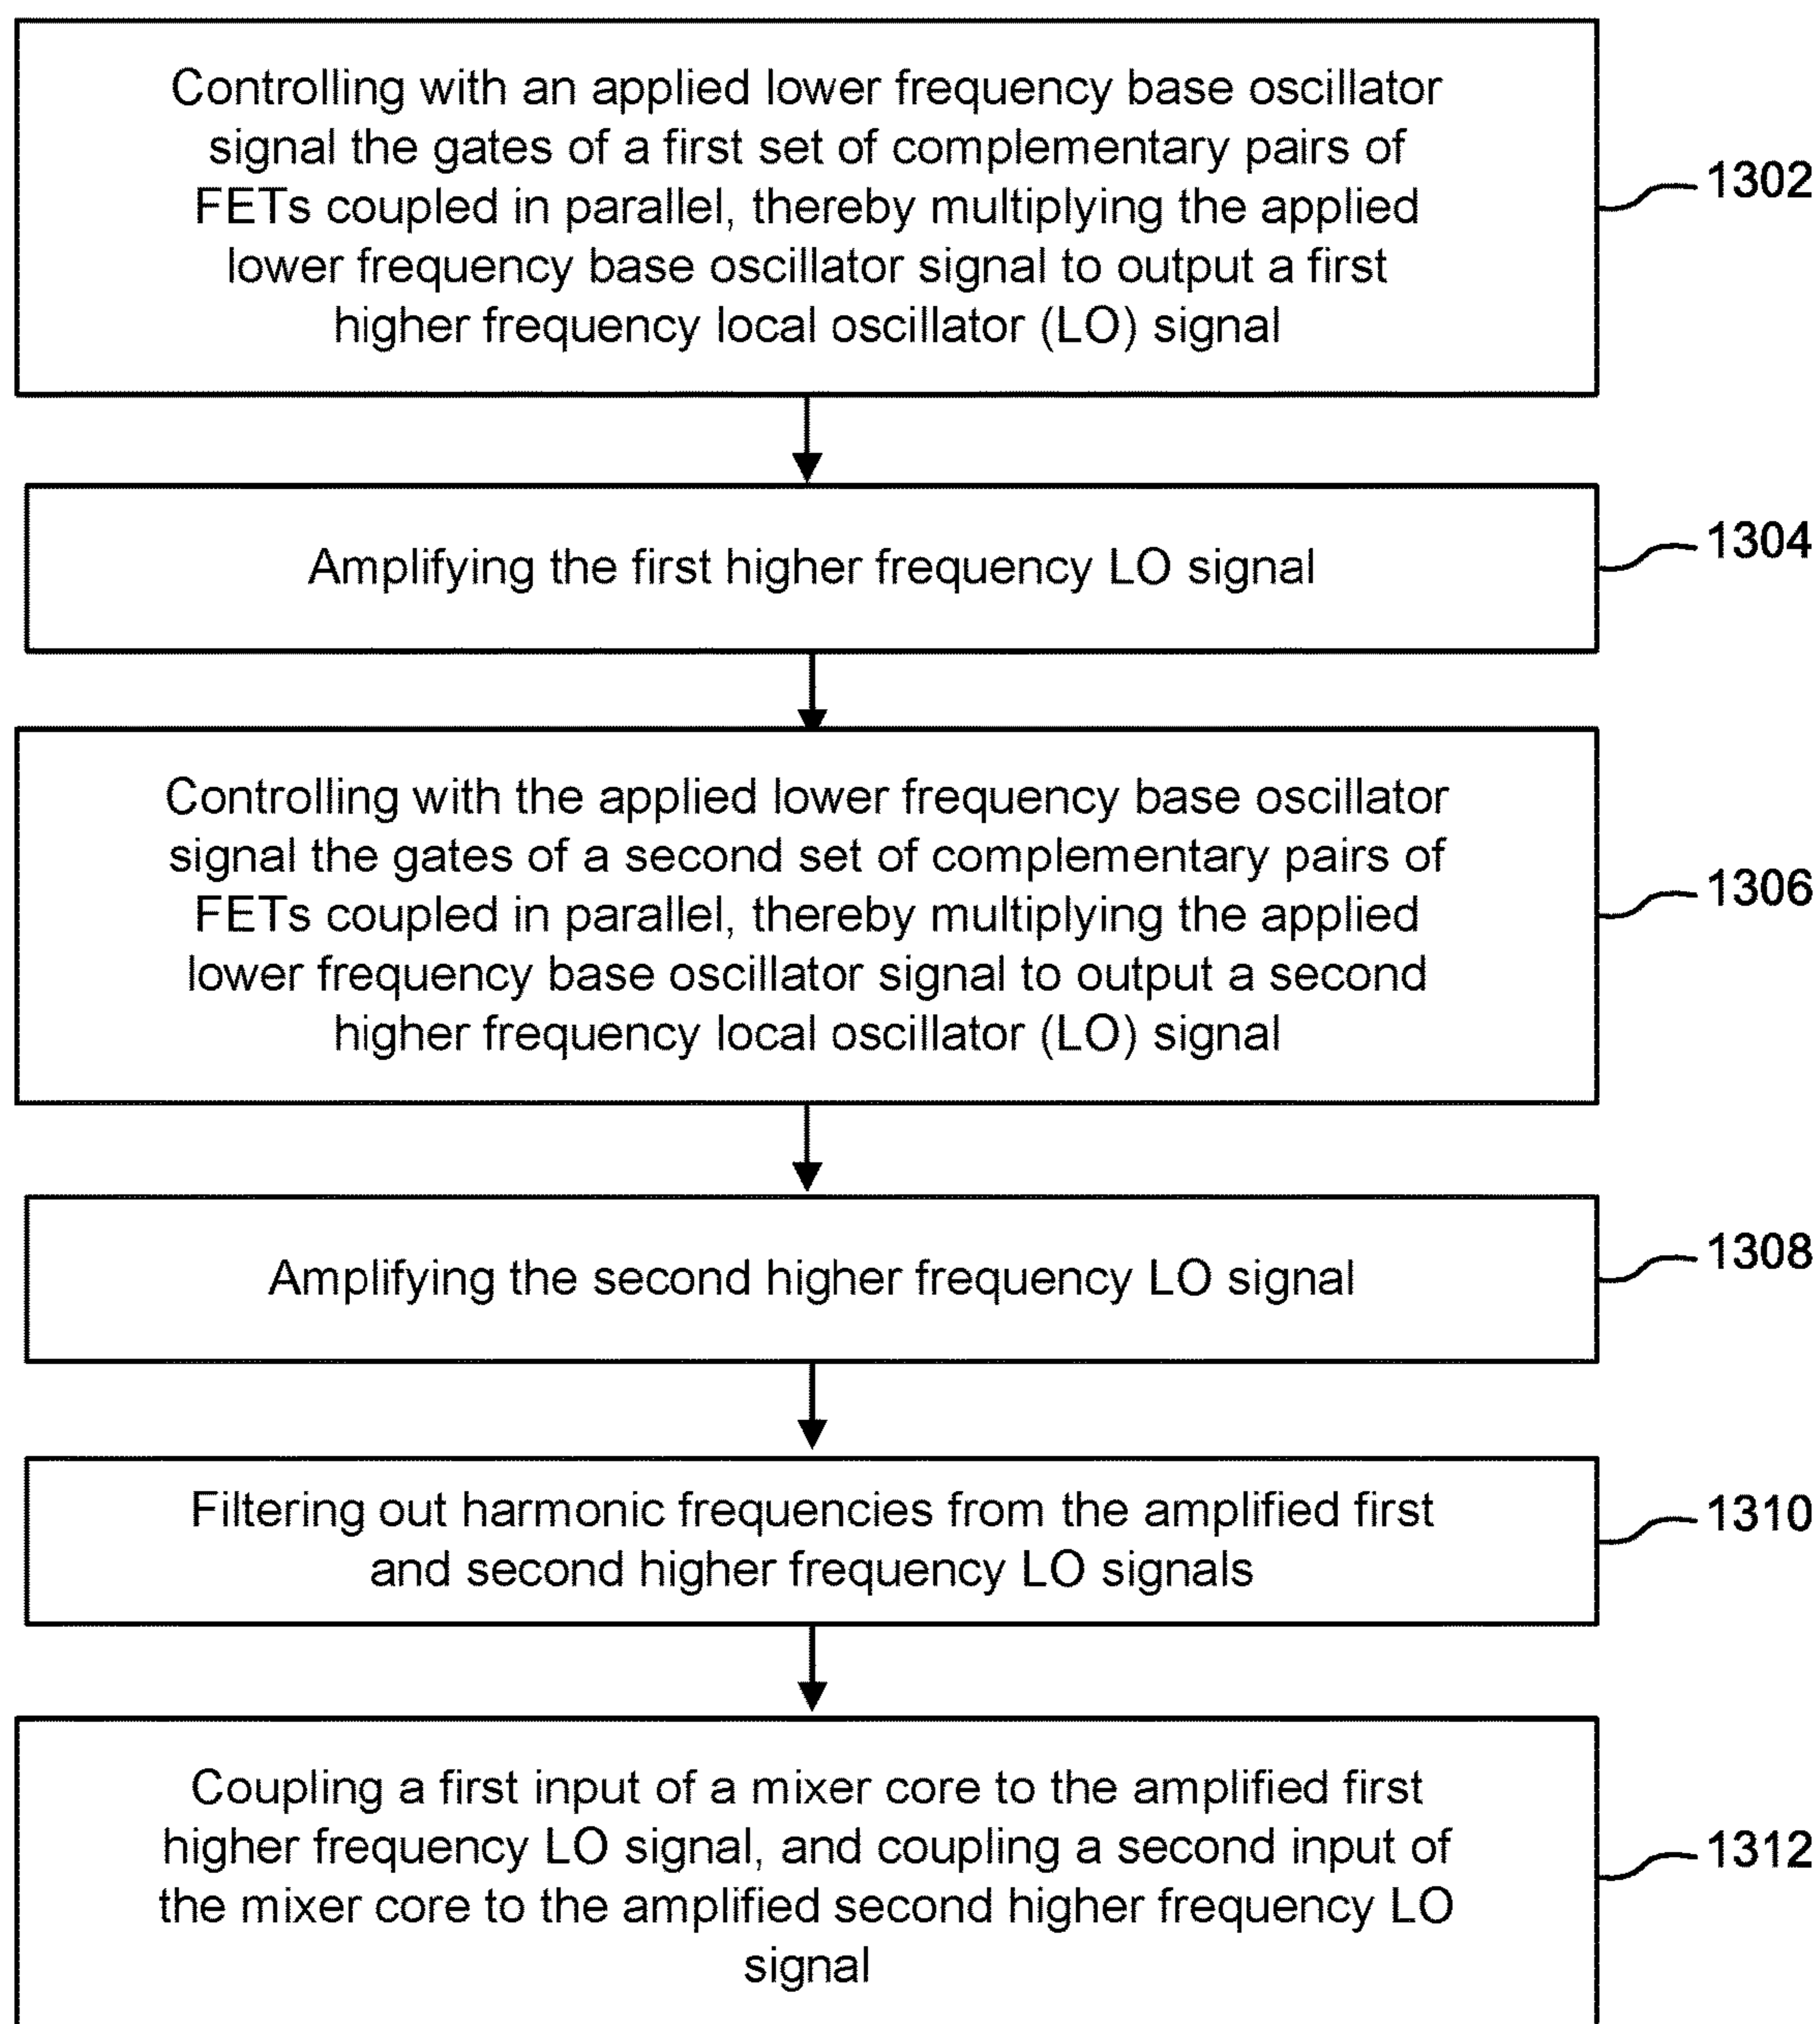 Controlling with an applied lower frequency base oscillator
signal the gates of a first set of complementary pairs of
FETs coupled in parallel, thereby multiplying the applied
lower frequency base oscillator signal to output a first
higher frequency local oscillator (LO) signal
1302
Amplifying the first higher frequency LO signal
1304
Controlling with the applied lower frequency base oscillator
signal the gates of a second set of complementary pairs of
FETs coupled in parallel, thereby multiplying the applied
lower frequency base oscillator signal to output a second
higher frequency local oscillator (LO) signal
1306
Amplifying the second higher frequency LO signal
1308
Filtering out harmonic frequencies from the amplified first
and second higher frequency LO signals
1310
Coupling a first input of a mixer core to the amplified first
higher frequency LO signal, and coupling a second input of
the mixer core to the amplified second higher frequency LO
signal
1312